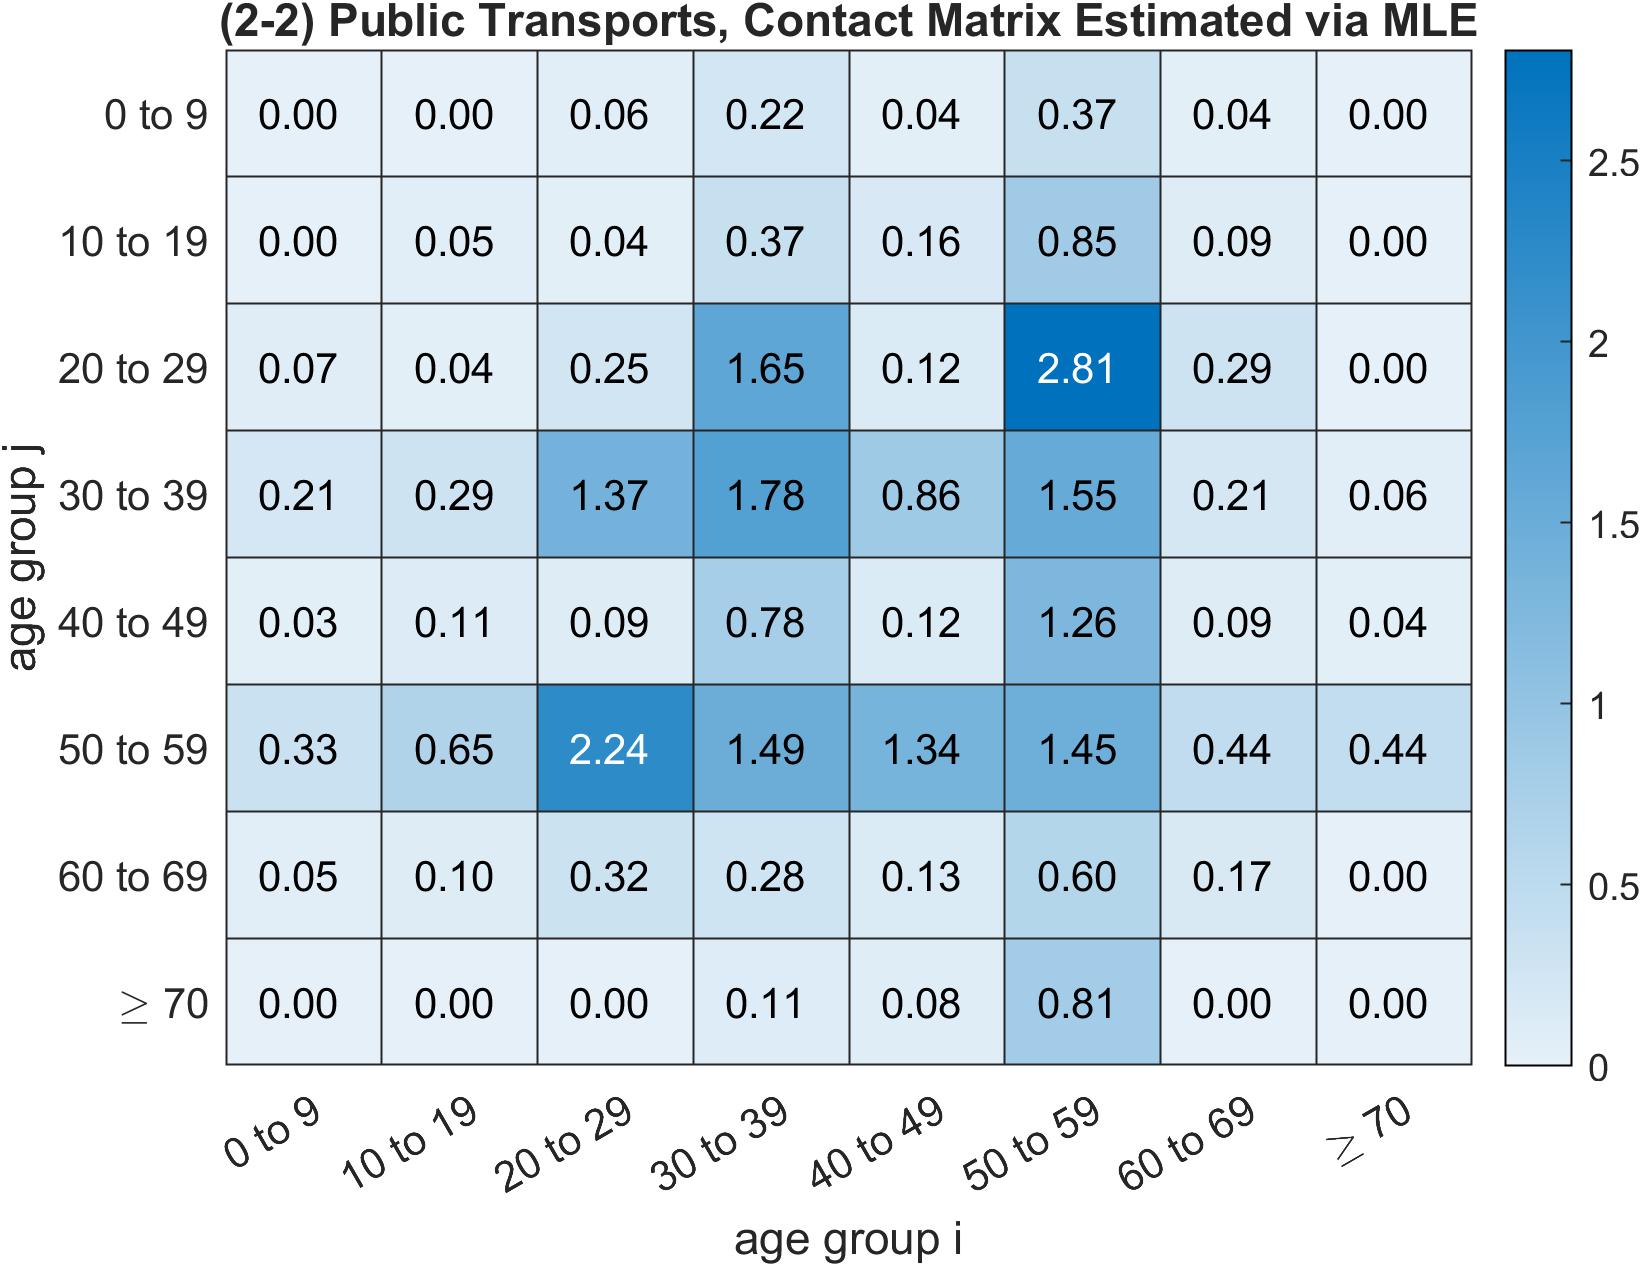 (2-2) Public Transports, Contact Matrix Estimated via MLE
0 to 9 0.00 0.00 0.06 0.22 0.04 0.37 0.04 0.00
10 to 19 0.00 0.05 0.04 0.37 0.16 0.85 0.09 0.00
20 to 29 0.07 0.04 0.25 1.65 0.12 2.81 0.29 0.00
30 to 39 0.21 0.29 1.37 1.78 0.86 1.55 0.21 0.06
40 to 49 0.03 0.11 0.09 0.78 0.12 1.26 0.09 0.04
50 to 59 0.33 0.65 2.24 1.49 1.34 1.45 0.44 0.44
60 to 69 0.05 0.10 0.32 0.28 0.13 0.60 0.17 0.00
≥ 70 0.00 0.00 0.00 0.11 0.08 0.81 0.00 0.00
age group j
0 to 9 10 to 19 20 to 29 30 to 39 40 to 49 50 to 59 60 to 69 ≥ 70
age group i
2.5
2
1.5
1
0.5
0